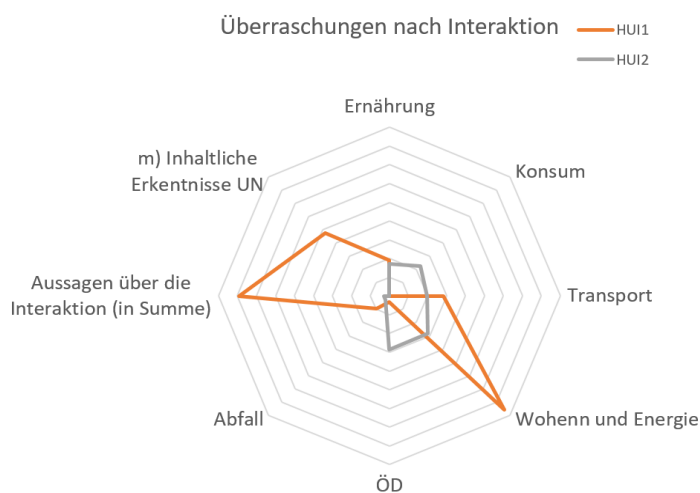 Überraschungen nach Interaktion
HUI1
HUI2
Ernährung
Konsum
Transport
Wohenn und Energie
ÖD
Abfall
Aussagen über die
Interaktion (in Summe)
m) Inhaltliche
Erkentnisse UN